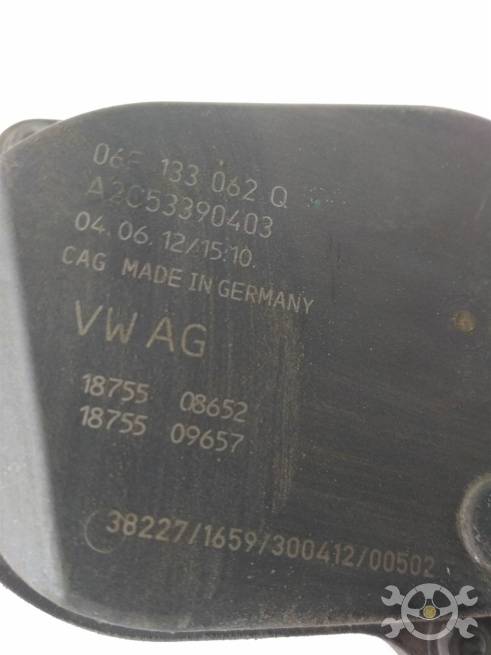 06E 133 062 Q
A2C53390403
04.06.12/15:10.
CAG MADE IN GERMANY
VW AG
18755 08652
18755 09657
38227/1659/300412/00502